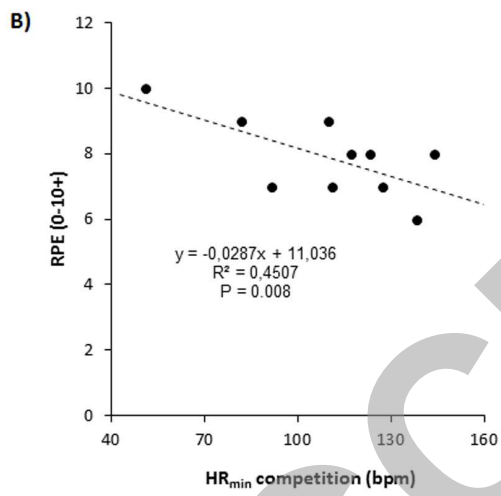 B)
12
10
8
6
4
2
0
RPE (0-10+)
y = -0,0287x + 11,036
R² = 0,4507
P = 0.008
40 70 100 130 160
HRmin competition (bpm)